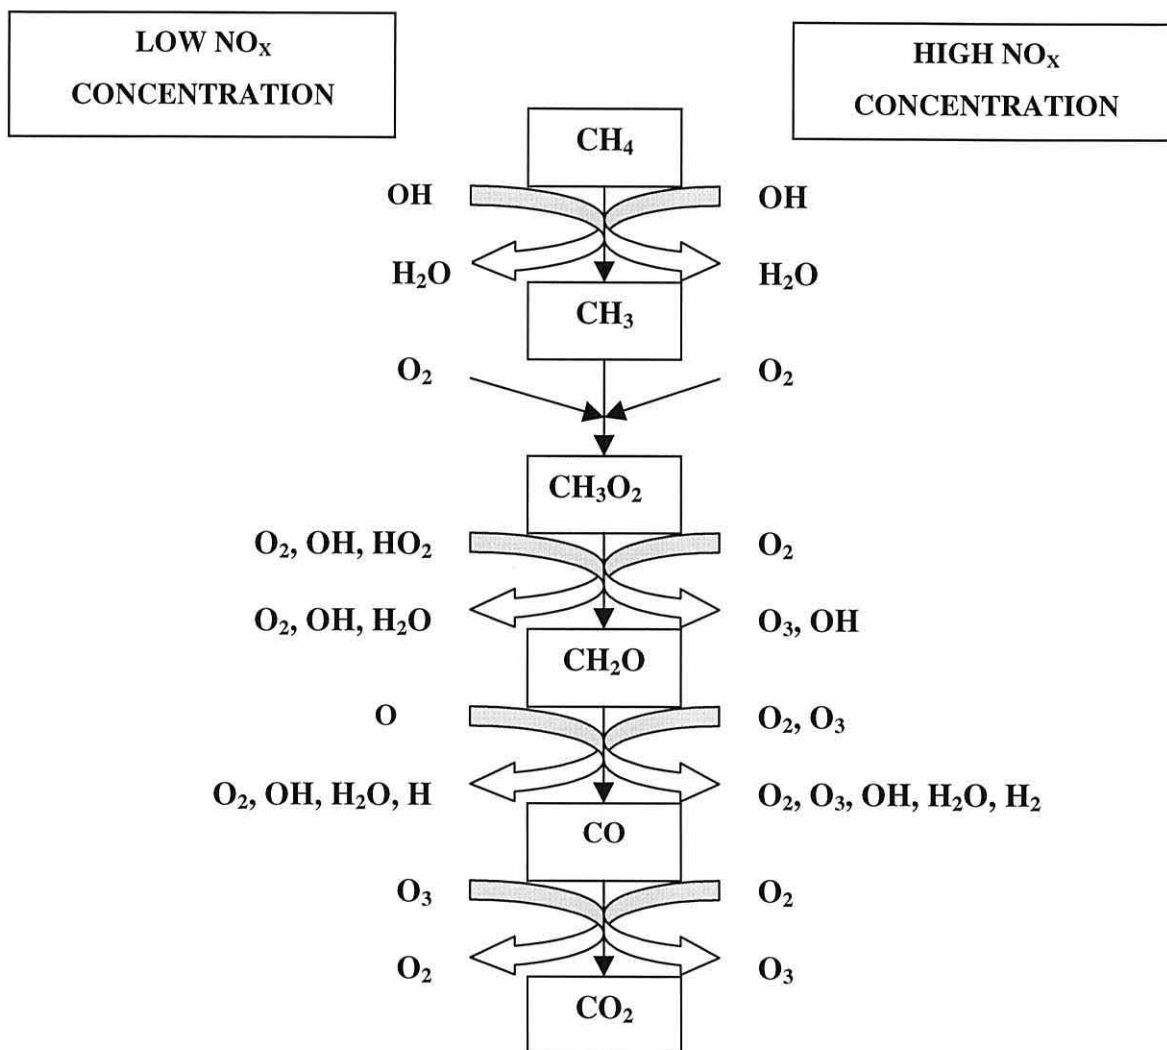 LOW NOₓ
CONCENTRATION
HIGH NOₓ
CONCENTRATION
CH₄
OH
OH
H₂O
H₂O
CH₃
O₂
O₂
CH₃O₂
O₂, OH, HO₂
O₂
O₂, OH, H₂O
O₃, OH
CH₂O
O
O₂, O₃
O₂, OH, H₂O, H
O₂, O₃, OH, H₂O, H₂
CO
O₃
O₂
O₂
O₃
CO₂